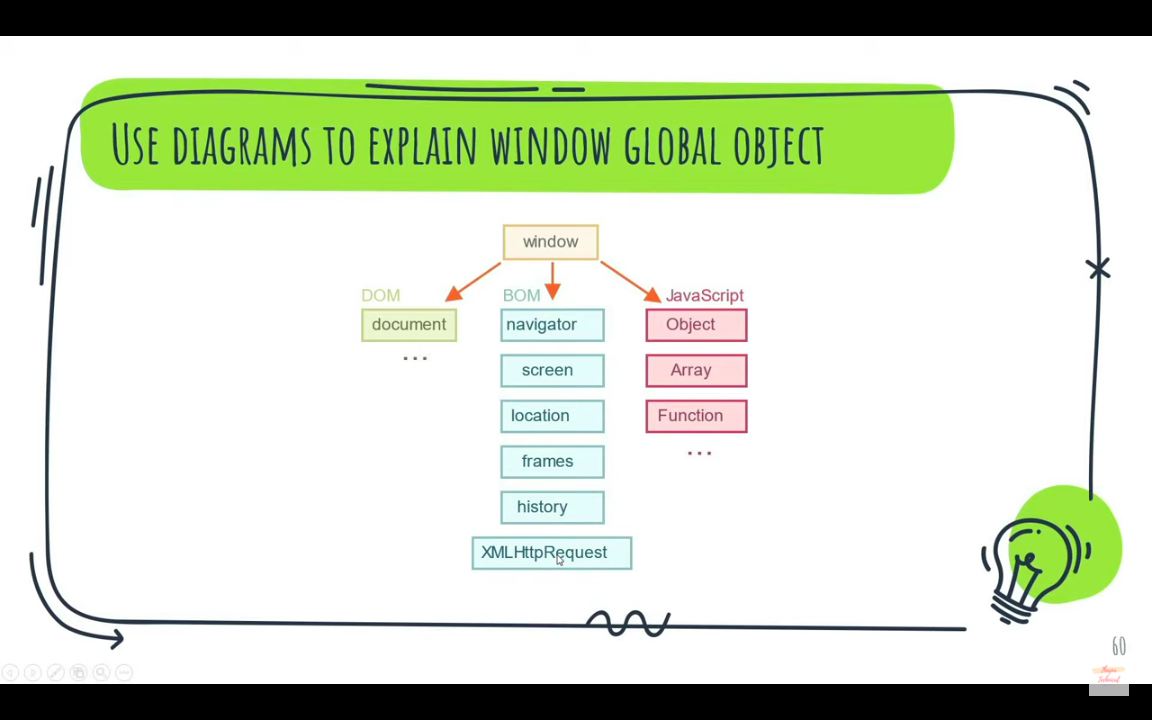 USE DIAGRAMS TO EXPLAIN WINDOW GLOBAL OBJECT
window
DOM
BOM
JavaScript
document
navigator
Object
...
screen
Array
location
Function
...
frames
history
XMLHttpRequest
60